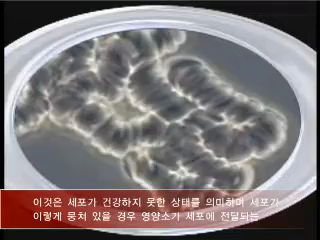 이것은 세포가 건강하지 못한 상태를 의미하며 세포가
이렇게 뭉쳐 있을 경우 영양소가 세포에 전달되는